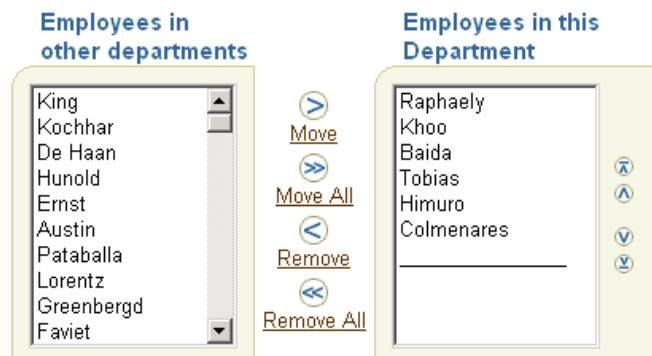 Employees in
other departments
King
Kochhar
De Haan
Hunold
Ernst
Austin
Pataballa
Lorentz
Greenbergd
Faviet
Move
Move All
Remove
Remove All
Employees in this
Department
Raphaely
Khoo
Baida
Tobias
Himuro
Colmenares